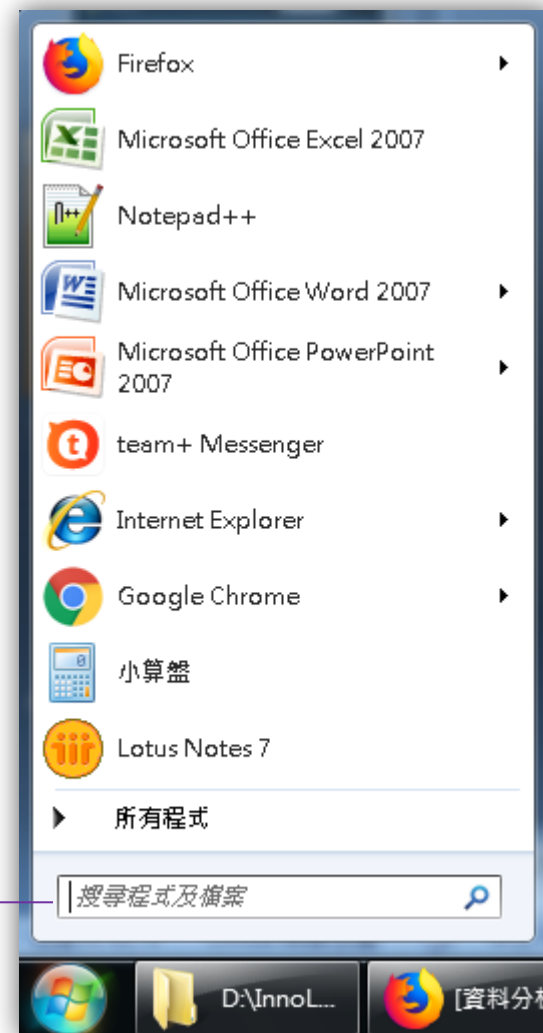 Firefox
Microsoft Office Excel 2007
Notepad++
Microsoft Office Word 2007
Microsoft Office PowerPoint
2007
team+ Messenger
Internet Explorer
Google Chrome
小算盤
Lotus Notes 7
所有程式
搜尋程式及檔案
D:\InnoL... [資料分析